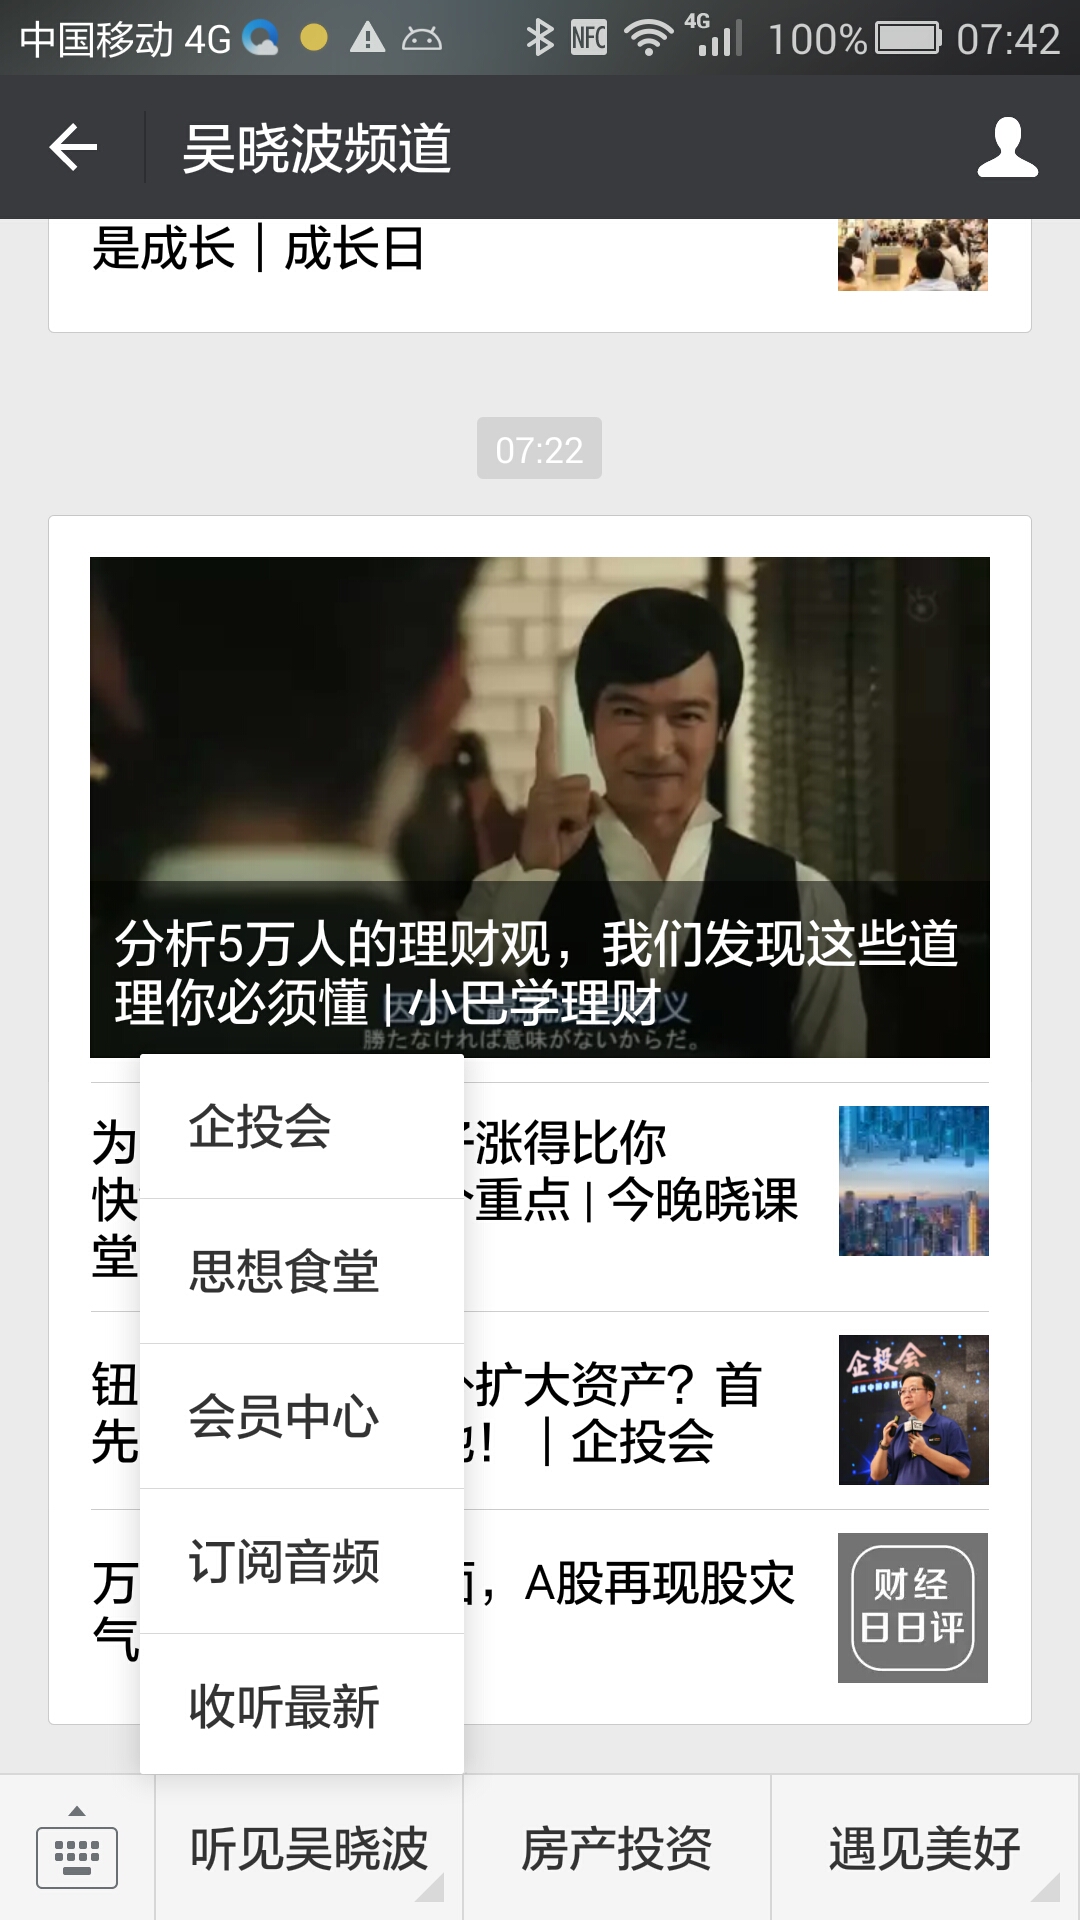 中国移动 4G NFC 4G 100% 07:42
吴晓波频道
是成长｜成长日
07:22
分析5万人的理财观，我们发现这些道
理你必须懂 | 小巴学理财
勝たなければ意味がないからだ。
企投会
思想食堂
会员中心
订阅音频
收听最新
为 涨得比你
快 重点 | 今晚晓课
堂
钮 扩大资产？首
先 ！｜企投会
企投会
万 ，A股再现股灾
气
财经
日日评
听见吴晓波
房产投资
遇见美好